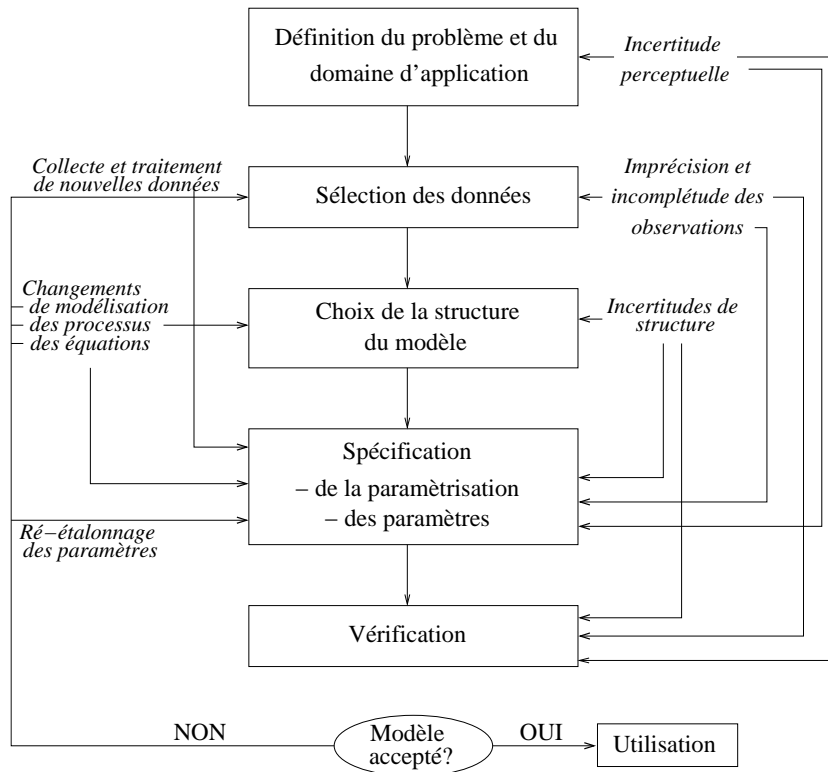 Définition du problème et du
domaine d'application
Incertitude
perceptuelle
Collecte et traitement
de nouvelles données
Sélection des données
Imprécision et
incomplétude des
observations
Changements
de modélisation
des processus
des équations
Choix de la structure
du modèle
Incertitudes de
structure
Spécification
– de la paramètrisation
– des paramètres
Ré–étalonnage
des paramètres
Vérification
NON
Modèle
accepté?
OUI
Utilisation